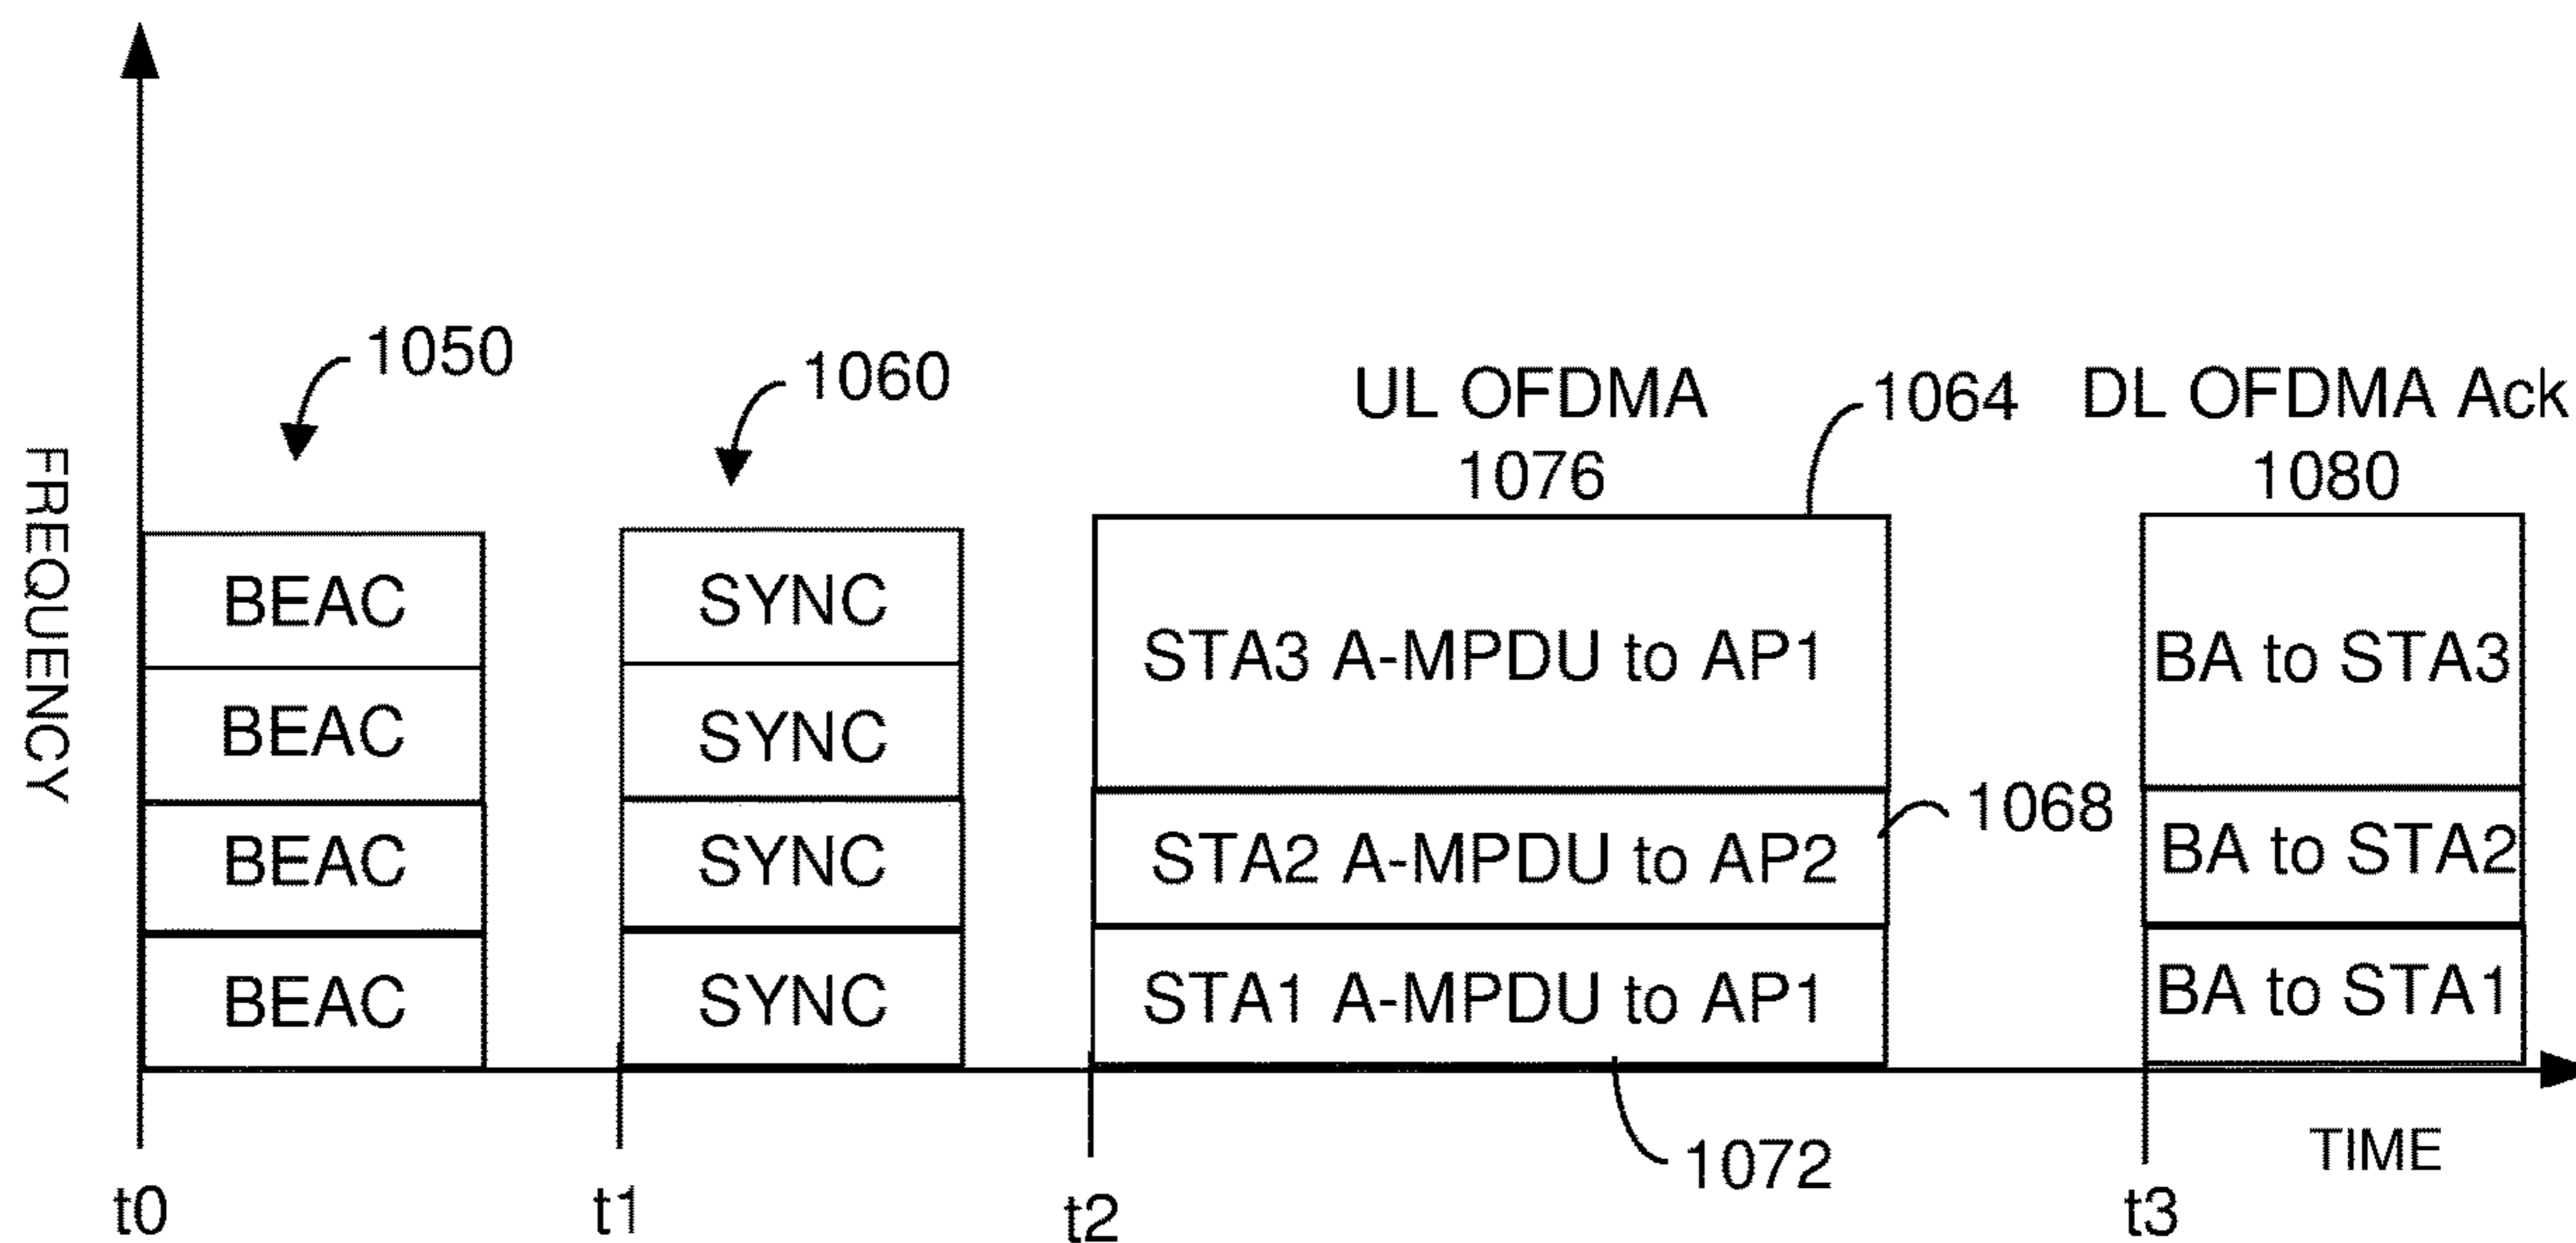 1050
1060
UL OFDMA
1076
1064
DL OFDMA Ack
1080
FREQUENCY
BEAC
BEAC
BEAC
BEAC
SYNC
SYNC
SYNC
SYNC
STA3 A-MPDU to AP1
STA2 A-MPDU to AP2
STA1 A-MPDU to AP1
1068
1072
BA to STA3
BA to STA2
BA to STA1
TIME
t0
t1
t2
t3